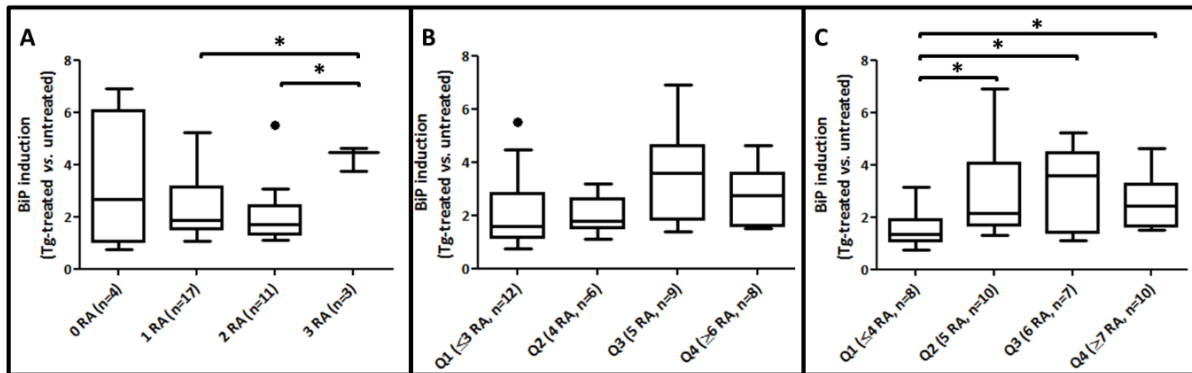 A
*
*
8
6
4
2
0
BiP induction
(Tg-treated vs. untreated)
0 RA (n=4)
1 RA (n=17)
2 RA (n=11)
3 RA (n=3)
B
8
6
4
2
0
BiP induction
(Tg-treated vs. untreated)
Q1 (≤3 RA, n=12)
Q2 (4 RA, n=6)
Q3 (5 RA, n=9)
Q4 (≥6 RA, n=8)
C
*
*
*
8
6
4
2
0
BiP induction
(Tg-treated vs. untreated)
Q1 (≤4 RA, n=8)
Q2 (5 RA, n=10)
Q3 (6 RA, n=7)
Q4 (≥7 RA, n=10)